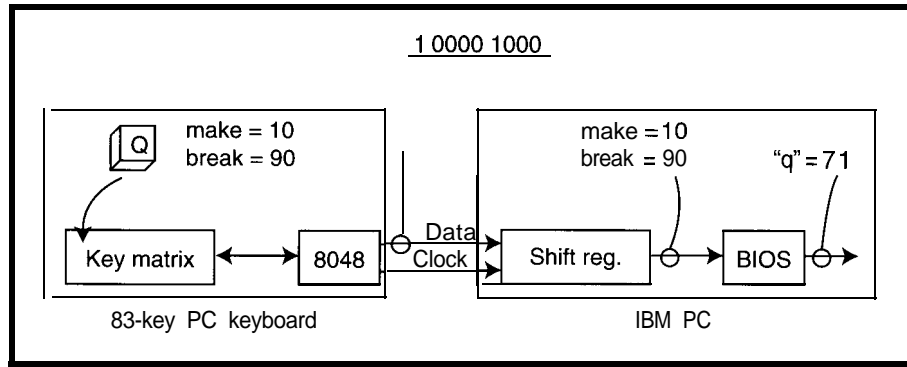 1 0000 1000
Q
make = 10
break = 90
make = 10
break = 90
“q” = 71
Data
Clock
Key matrix
8048
Shift reg.
BIOS
83-key PC keyboard
IBM PC